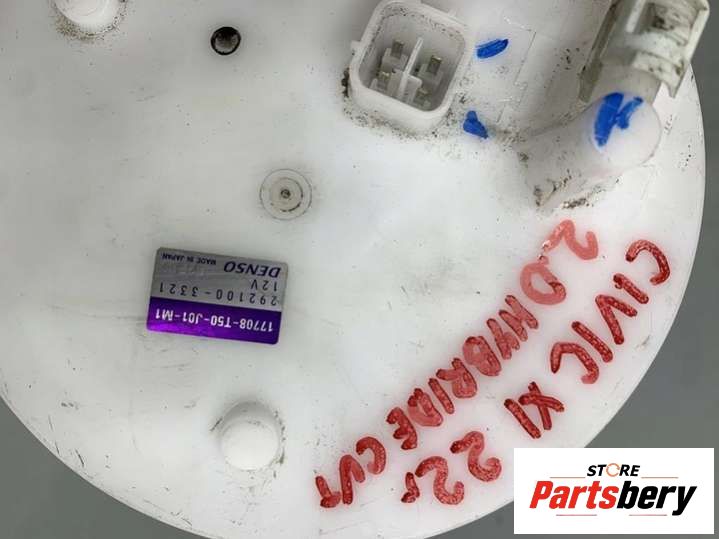 CIVIC XI 22r
2.0 HYBRIDE CVT
17708-T50-J01-M1
292100-3321
12V
DENSO MADE IN JAPAN
STORE
Partsbery